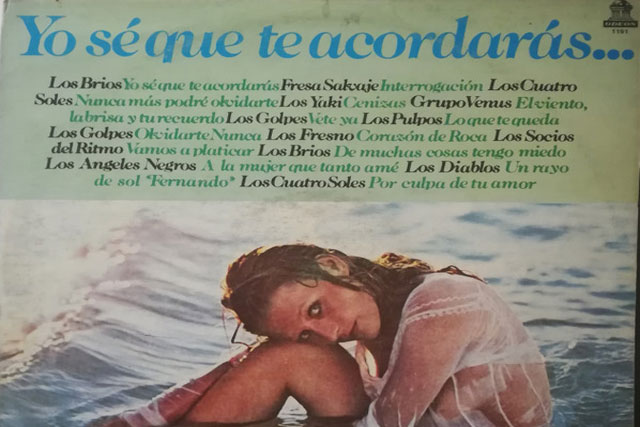 Yo sé que te acordarás...
ODEON
1191
Los Brios Yo sé que te acordarás Fresa Salvaje Interrogación Los Cuatro
Soles Nunca más podré olvidarte Los Yaki Cenizas Grupo Venus El viento,
la brisa y tu recuerdo Los Golpes Vete ya Los Pulpos Lo que te queda
Los Golpes Olvidarte Nunca Los Fresno Corazón de Roca Los Socios
del Ritmo Vamos a platicar Los Brios De muchas cosas tengo miedo
Los Angeles Negros A la mujer que tanto amé Los Diablos Un rayo
de sol "Fernando" Los Cuatro Soles Por culpa de tu amor